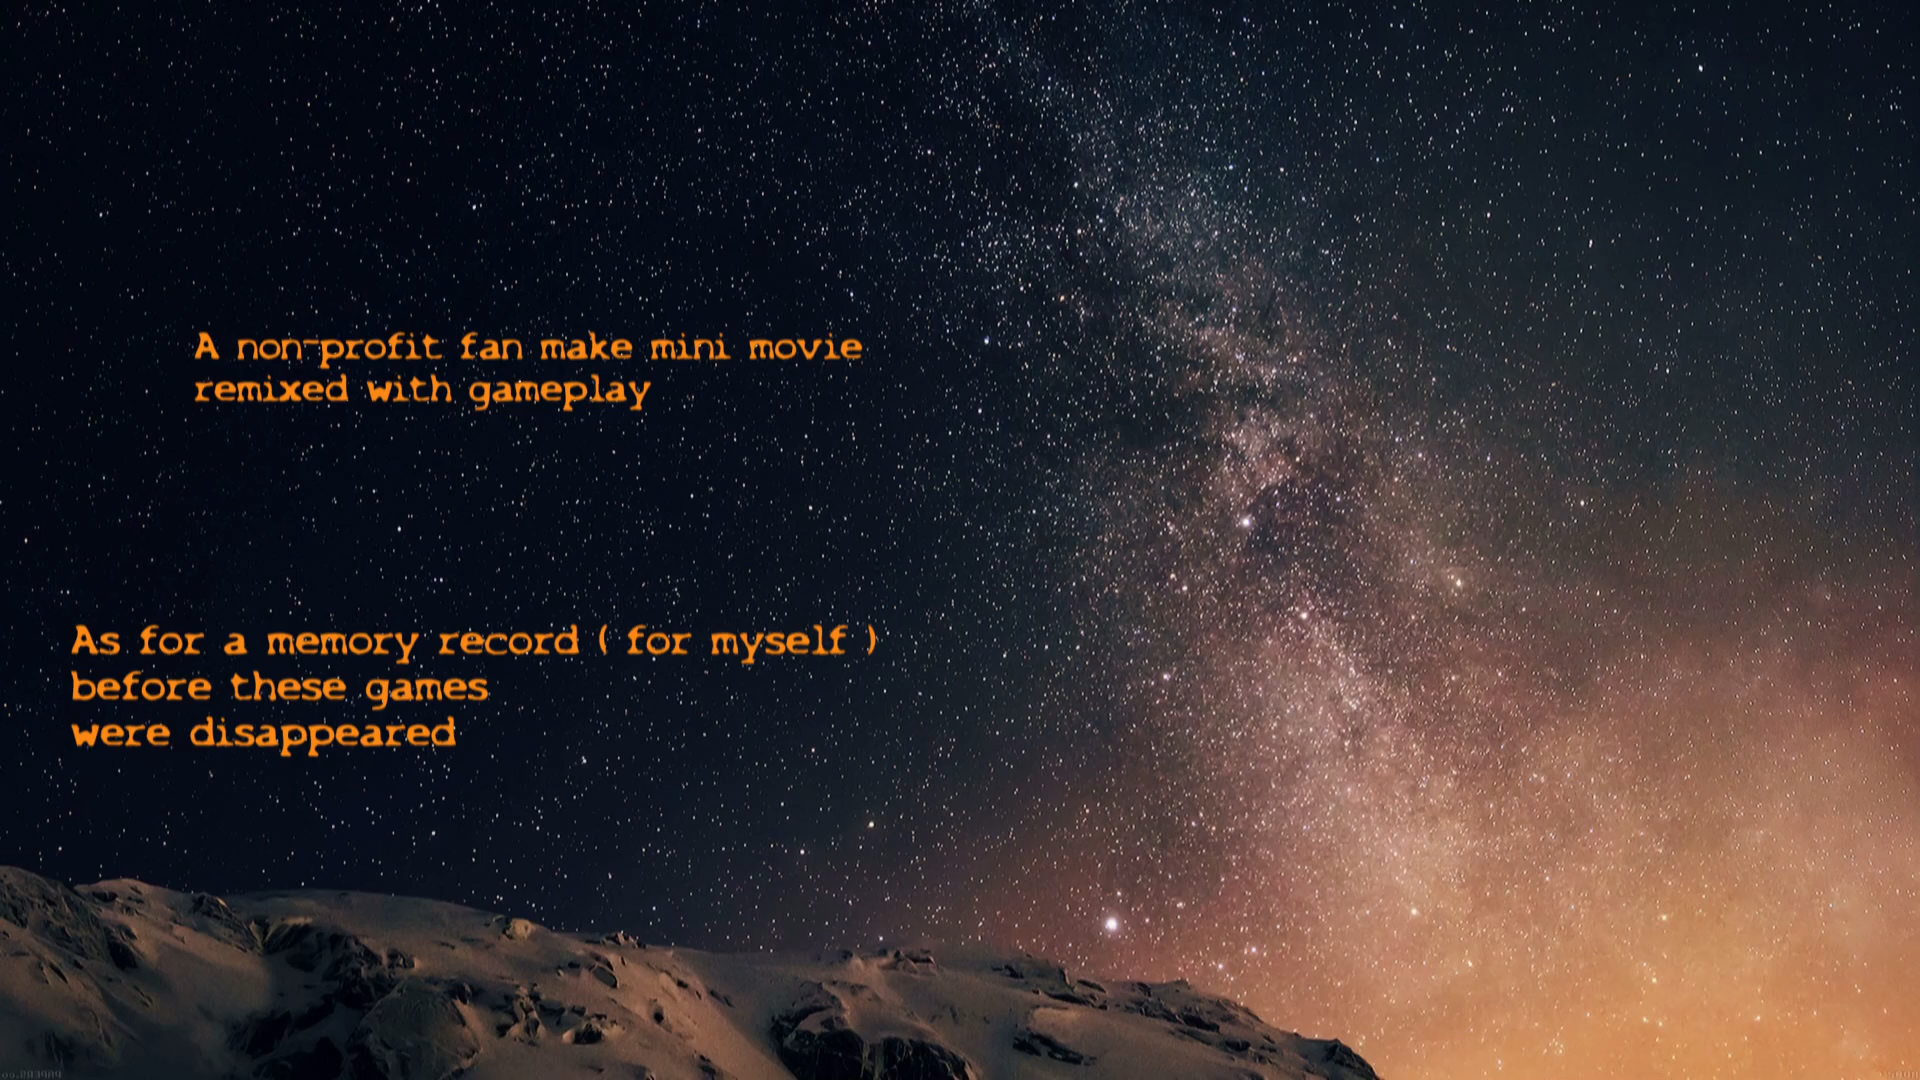 A non-profit fan make mini movie
remixed with gameplay
As for a memory record ( for myself )
before these games
were disappeared